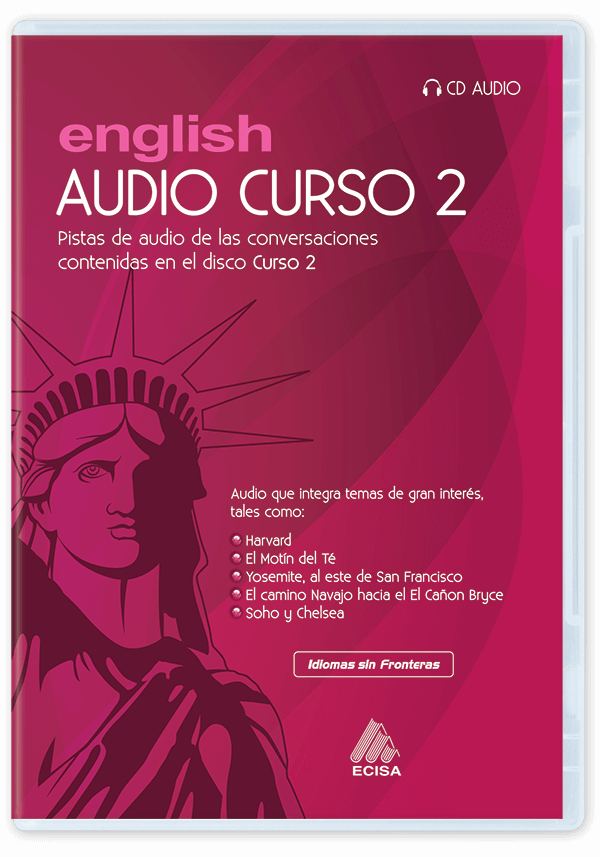 CD AUDIO
english
AUDIO CURSO 2
Pistas de audio de las conversaciones
contenidas en el disco Curso 2
Audio que integra temas de gran interés,
tales como:
Harvard
El Motín del Té
Yosemite, al este de San Francisco
El camino Navajo hacia el El Cañon Bryce
Soho y Chelsea
Idiomas sin Fronteras
ECISA